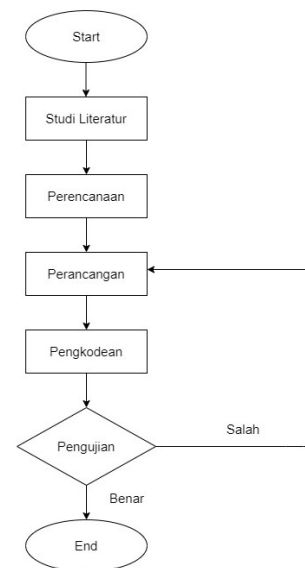 Start
Studi Literatur
Perencanaan
Perancangan
Pengkodean
Pengujian
Salah
Benar
End